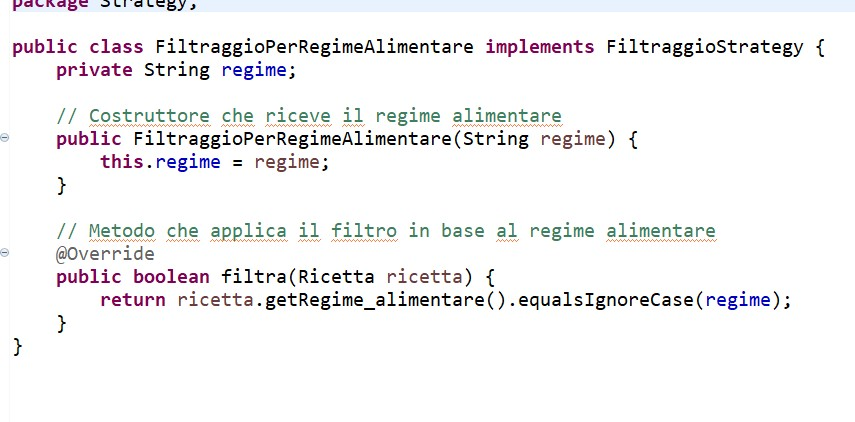 package Strategy;
public class FiltraggioPerRegimeAlimentare implements FiltraggioStrategy {
private String regime;
// Costruttore che riceve il regime alimentare
public FiltraggioPerRegimeAlimentare(String regime) {
this.regime = regime;
}
// Metodo che applica il filtro in base al regime alimentare
@Override
public boolean filtra(Ricetta ricetta) {
return ricetta.getRegime_alimentare().equalsIgnoreCase(regime);
}
}